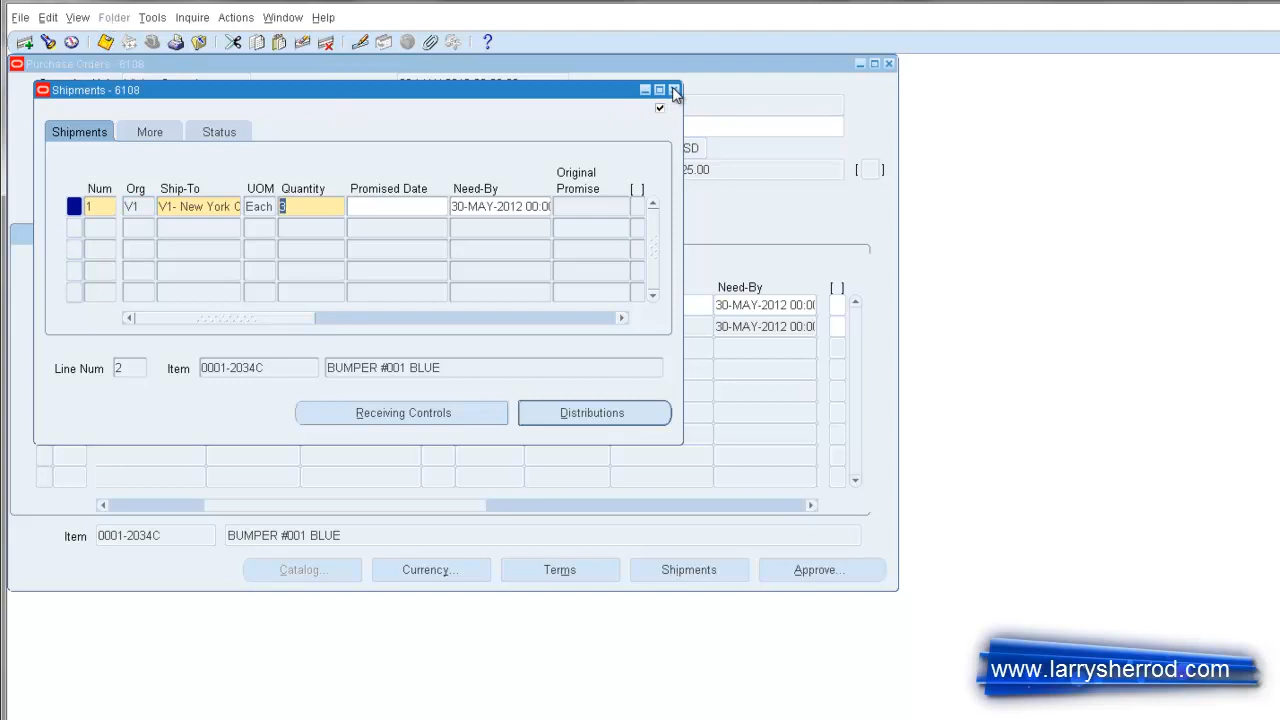 File Edit View Folder Tools Inquire Actions Window Help
Purchase Orders - 6108
Shipments - 6108
SD
25.00
Shipments More Status
Original
Num Org Ship-To UOM Quantity Promised Date Need-By Promise [ ]
1 V1 V1- New York C Each 3 30-MAY-2012 00:00
Need-By [ ]
30-MAY-2012 00:00
30-MAY-2012 00:00
Line Num 2 Item 0001-2034C BUMPER #001 BLUE
Receiving Controls Distributions
Item 0001-2034C BUMPER #001 BLUE
Catalog... Currency... Terms Shipments Approve...
www.larrysherrod.com